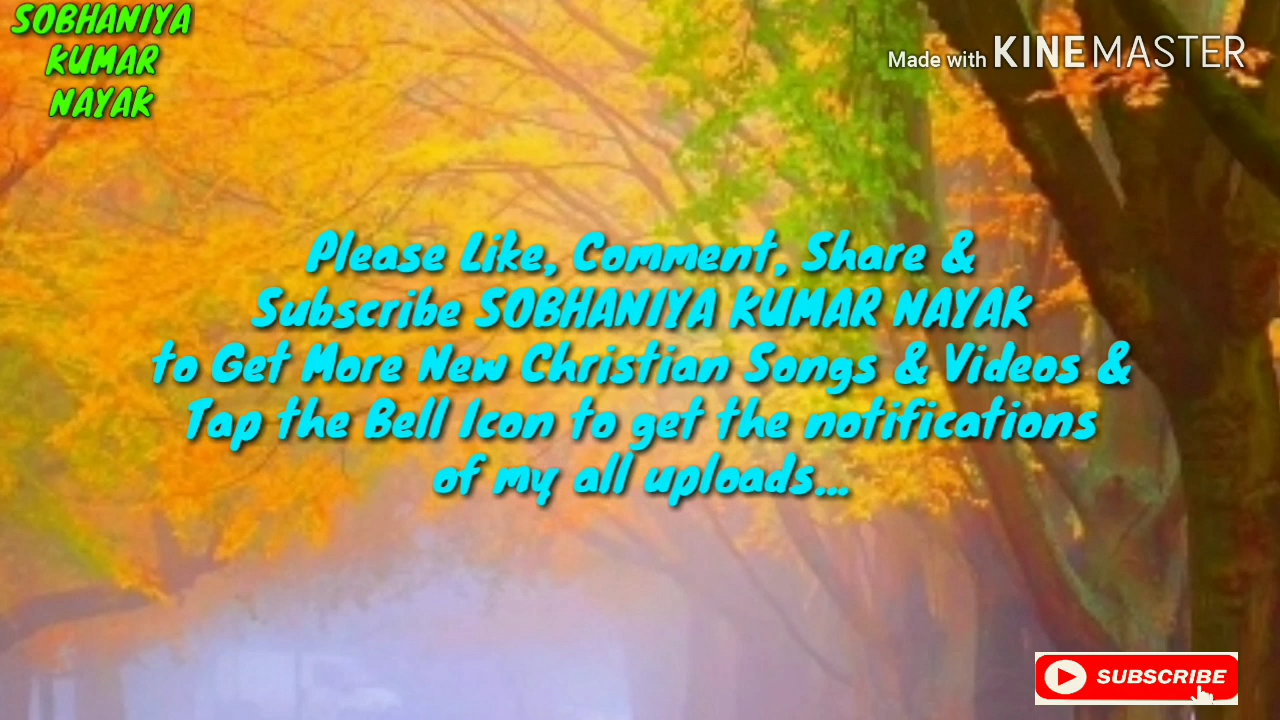 SOBHANIYA
KUMAR
NAYAK
Made with KINEMASTER
Please Like, Comment, Share &
Subscribe SOBHANIYA KUMAR NAYAK
to Get More New Christian Songs & Videos &
Tap the Bell Icon to get the notifications
of my all uploads...
SUBSCRIBE